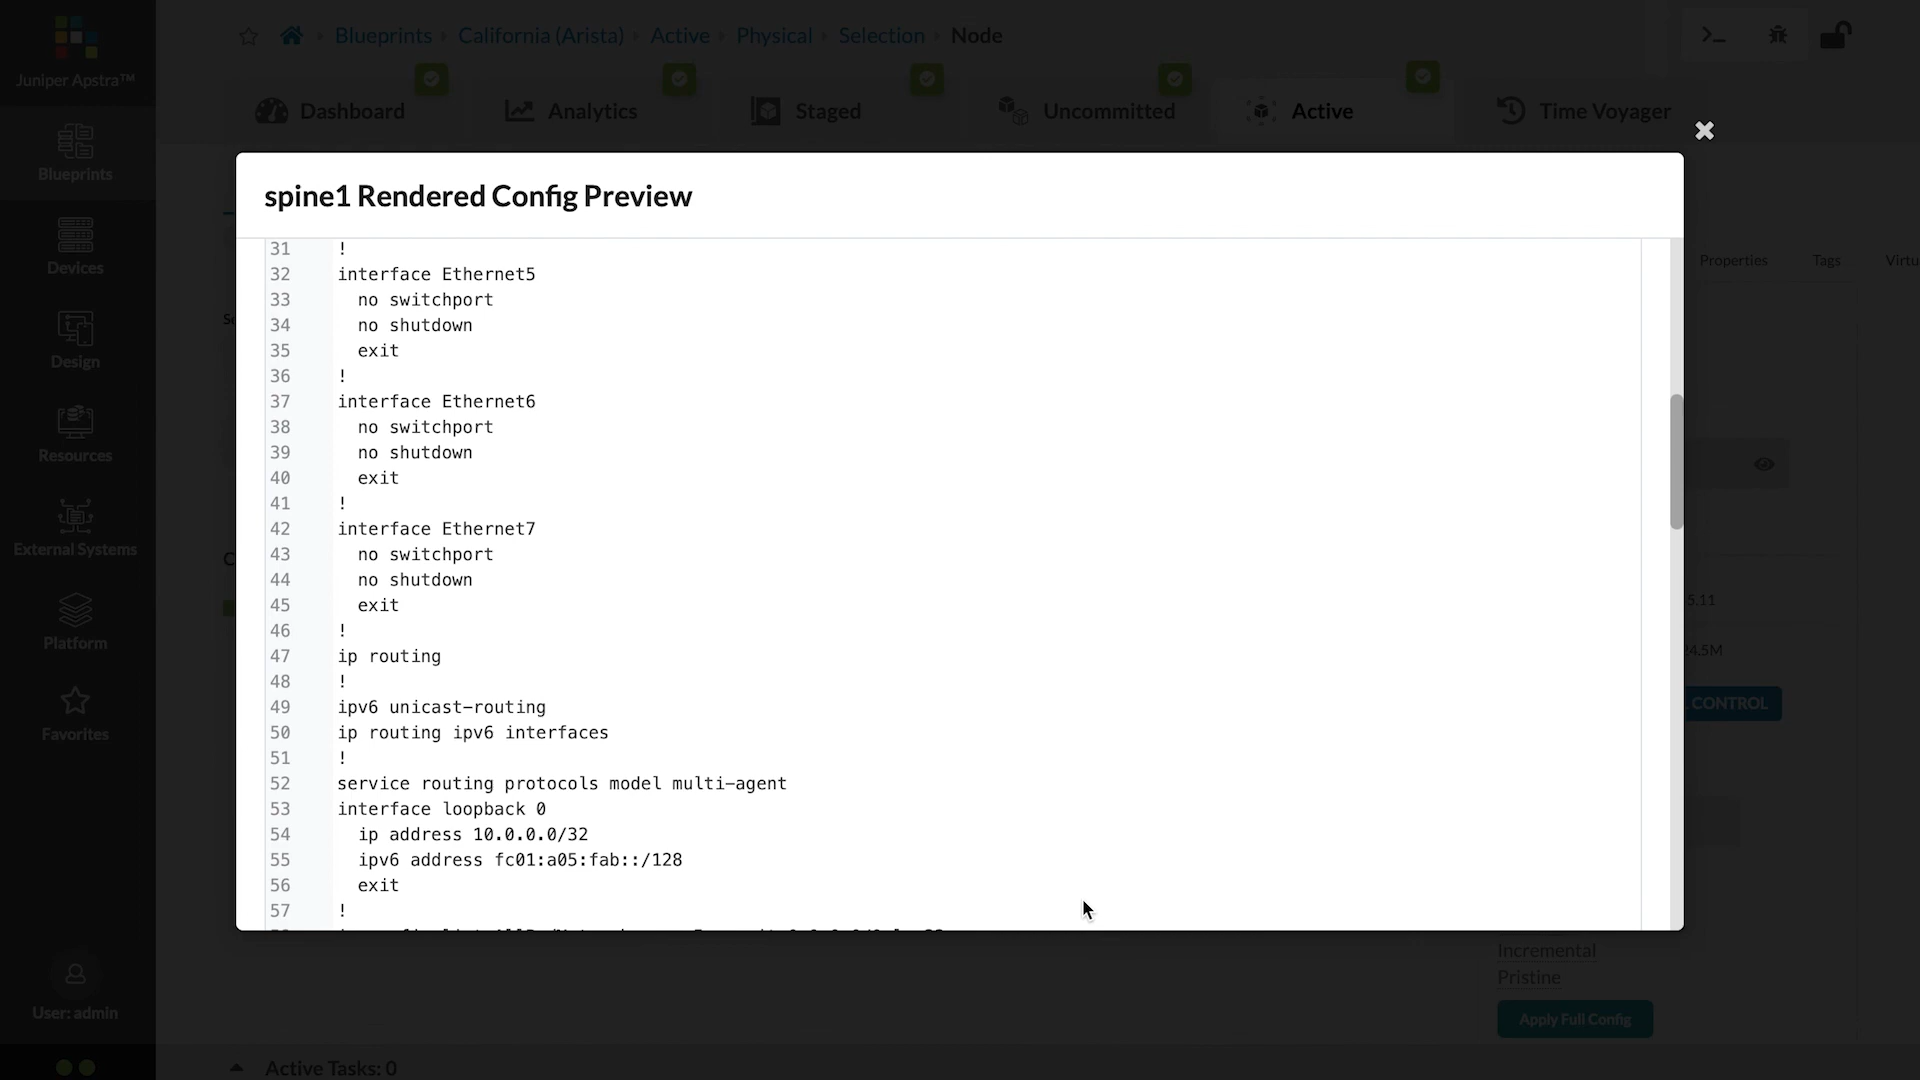 Juniper Apstra™
Blueprints
Devices
Design
Resources
External Systems
Platform
Favorites
User: admin
Blueprints California (Arista) Active Physical Selection Node
Dashboard Analytics Staged Uncommitted Active Time Voyager
spine1 Rendered Config Preview
31 !
32 interface Ethernet5
33 no switchport
34 no shutdown
35 exit
36 !
37 interface Ethernet6
38 no switchport
39 no shutdown
40 exit
41 !
42 interface Ethernet7
43 no switchport
44 no shutdown
45 exit
46 !
47 ip routing
48 !
49 ipv6 unicast-routing
50 ip routing ipv6 interfaces
51 !
52 service routing protocols model multi-agent
53 interface loopback 0
54 ip address 10.0.0.0/32
55 ipv6 address fc01:a05:fab::/128
56 exit
57 !
Properties Tags Virtu
5.11
24.5M
CONTROL
Incremental
Pristine
Apply Full Config
Active Tasks: 0